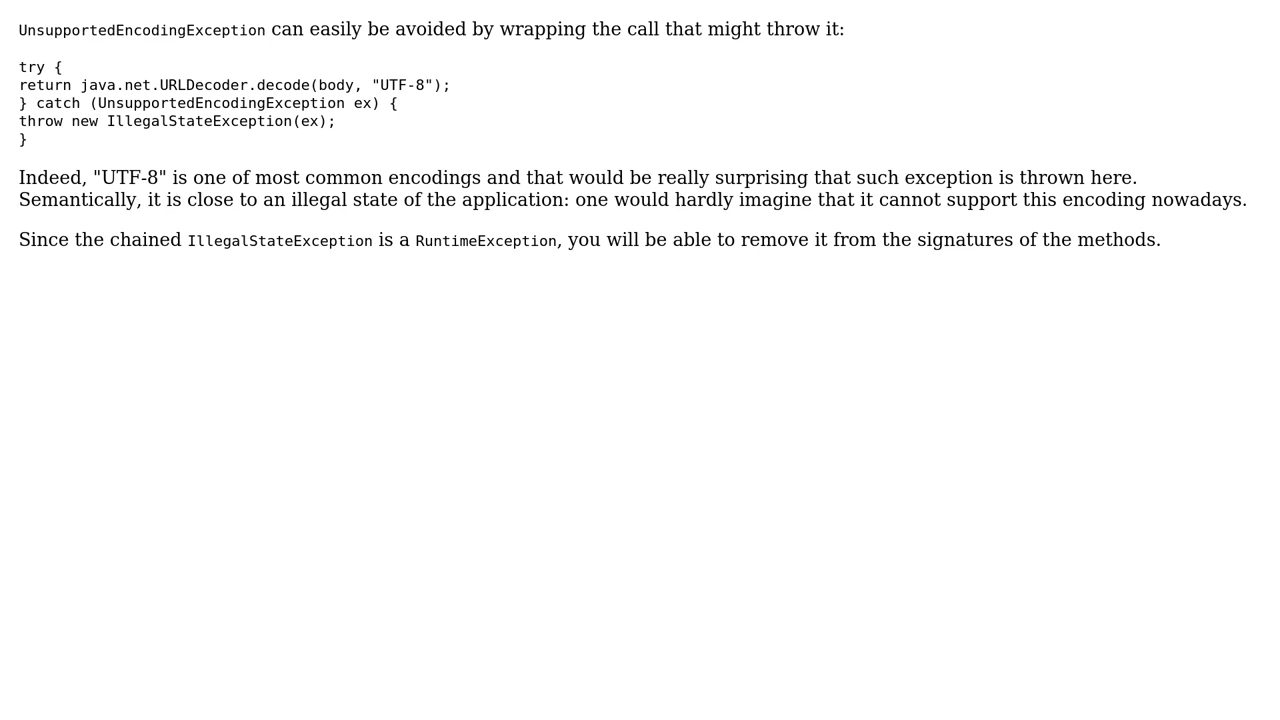 UnsupportedEncodingException can easily be avoided by wrapping the call that might throw it:
try {
return java.net.URLDecoder.decode(body, "UTF-8");
} catch (UnsupportedEncodingException ex) {
throw new IllegalStateException(ex);
}
Indeed, "UTF-8" is one of most common encodings and that would be really surprising that such exception is thrown here.
Semantically, it is close to an illegal state of the application: one would hardly imagine that it cannot support this encoding nowadays.
Since the chained IllegalStateException is a RuntimeException, you will be able to remove it from the signatures of the methods.